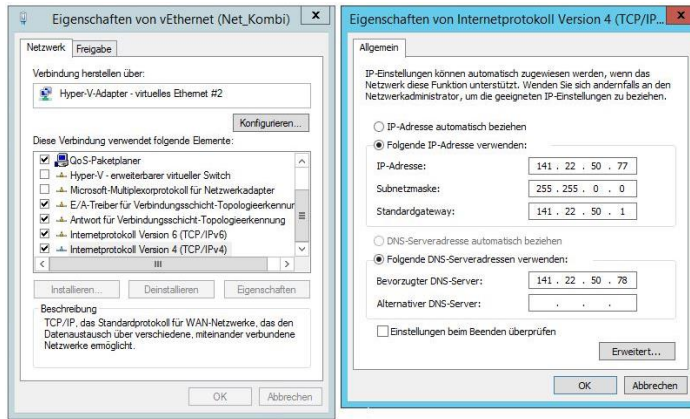 Eigenschaften von vEthernet (Net_Kombi)
x
Netzwerk
Freigabe
Verbindung herstellen über:
Hyper-V-Adapter - virtuelles Ethernet #2
Konfigurieren...
Diese Verbindung verwendet folgende Elemente:
QoS-Paketplaner
Hyper-V - erweiterbarer virtueller Switch
Microsoft-Multiplexorprotokoll für Netzwerkadapter
E/A-Treiber für Verbindungsschicht-Topologieerkennur
Antwort für Verbindungsschicht-Topologieerkennung
Internetprotokoll Version 6 (TCP/IPv6)
Internetprotokoll Version 4 (TCP/IPv4)
Installieren...
Deinstallieren
Eigenschaften
Beschreibung
TCP/IP, das Standardprotokoll für WAN-Netzwerke, das den
Datenaustausch über verschiedene, miteinander verbundene
Netzwerke ermöglicht.
OK
Abbrechen
Eigenschaften von Internetprotokoll Version 4 (TCP/IP...
x
Allgemein
IP-Einstellungen können automatisch zugewiesen werden, wenn das
Netzwerk diese Funktion unterstützt. Wenden Sie sich andernfalls an den
Netzwerkadministrator, um die geeigneten IP-Einstellungen zu beziehen.
IP-Adresse automatisch beziehen
Folgende IP-Adresse verwenden:
IP-Adresse: 141 . 22 . 50 . 77
Subnetzmaske: 255 . 255 . 0 . 0
Standardgateway: 141 . 22 . 50 . 1
DNS-Serveradresse automatisch beziehen
Folgende DNS-Serveradressen verwenden:
Bevorzugter DNS-Server: 141 . 22 . 50 . 78
Alternativer DNS-Server: . . .
Einstellungen beim Beenden überprüfen
Erweitert...
OK
Abbrechen